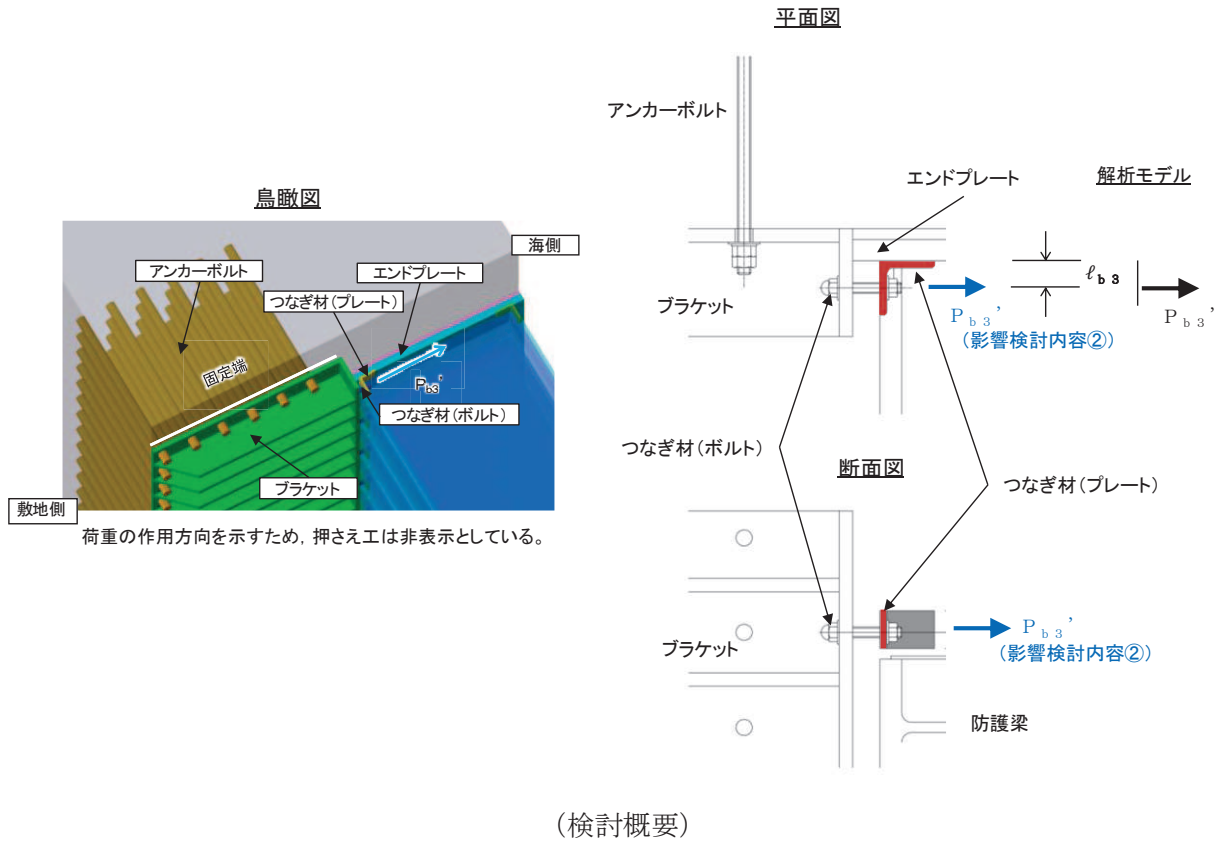 平面図
アンカーボルト
エンドプレート
解析モデル
ブラケット
ℓb3
Pb3’
(影響検討内容②)
Pb3’
鳥瞰図
海側
アンカーボルト
エンドプレート
つなぎ材(プレート)
固定端
Pb3’
つなぎ材(ボルト)
ブラケット
敷地側
荷重の作用方向を示すため,押さえ工は非表示としている。
つなぎ材(ボルト)
断面図
つなぎ材(プレート)
ブラケット
Pb3’
(影響検討内容②)
防護梁
(検討概要)